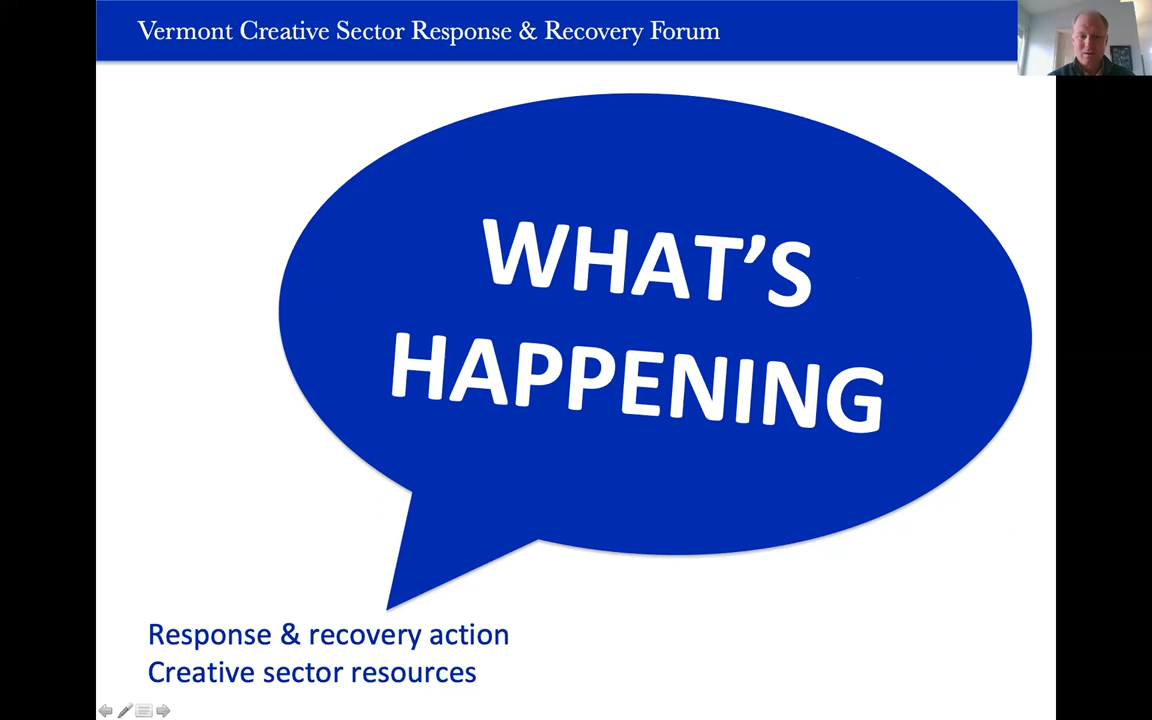 Vermont Creative Sector Response & Recovery Forum
WHAT’S
HAPPENING
Response & recovery action
Creative sector resources